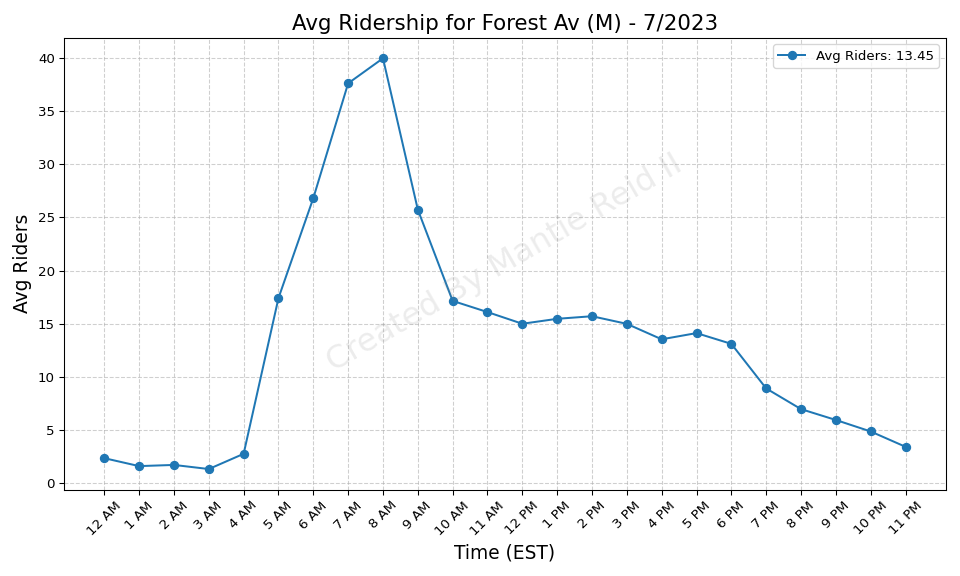 Avg Ridership for Forest Av (M) - 7/2023
Avg Riders: 13.45
Avg Riders
40
35
30
25
20
15
10
5
0
Created By Mantle Reid II
12 AM
1 AM
2 AM
3 AM
4 AM
5 AM
6 AM
7 AM
8 AM
9 AM
10 AM
11 AM
12 PM
1 PM
2 PM
3 PM
4 PM
5 PM
6 PM
7 PM
8 PM
9 PM
10 PM
11 PM
Time (EST)